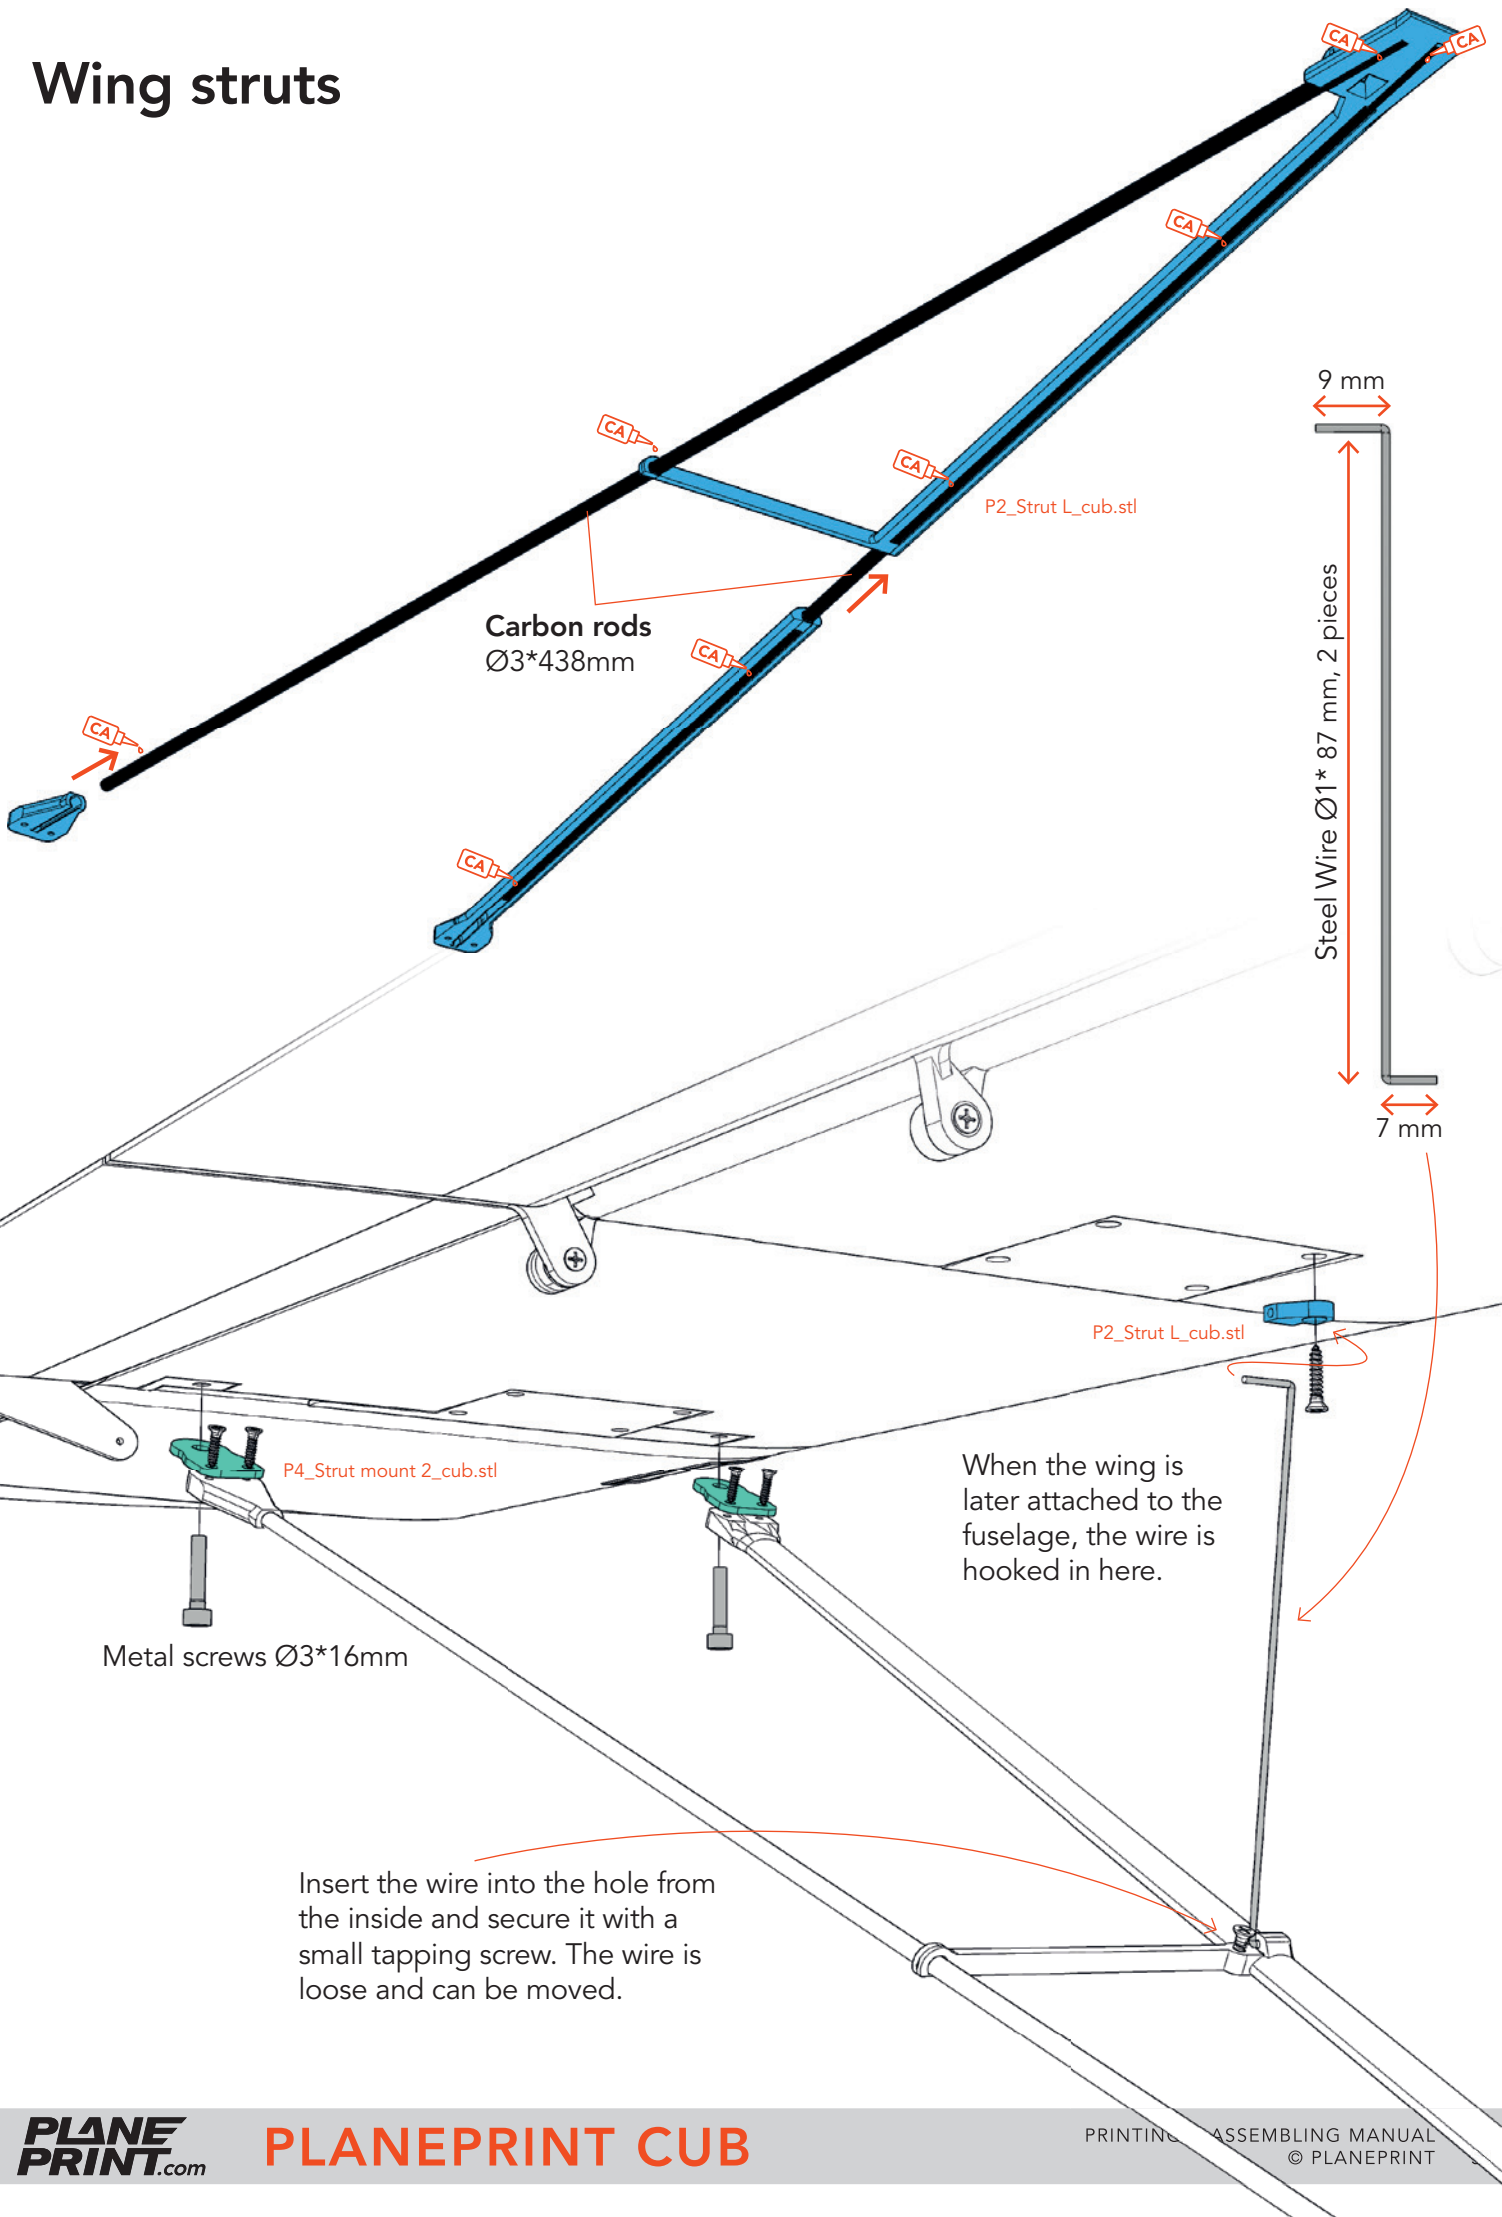 Wing struts
CA
CA
CA
9 mm
CA
CA
P2_Strut L_cub.stl
Steel Wire Ø1* 87 mm, 2 pieces
Carbon rods
Ø3*438mm
CA
CA
CA
7 mm
P2_Strut L_cub.stl
P4_Strut mount 2_cub.stl
When the wing is
later attached to the
fuselage, the wire is
hooked in here.
Metal screws Ø3*16mm
Insert the wire into the hole from
the inside and secure it with a
small tapping screw. The wire is
loose and can be moved.
PLANE
PRINT.com
PLANEPRINT CUB
ASSEMBLING MANUAL
© PLANEPRINT